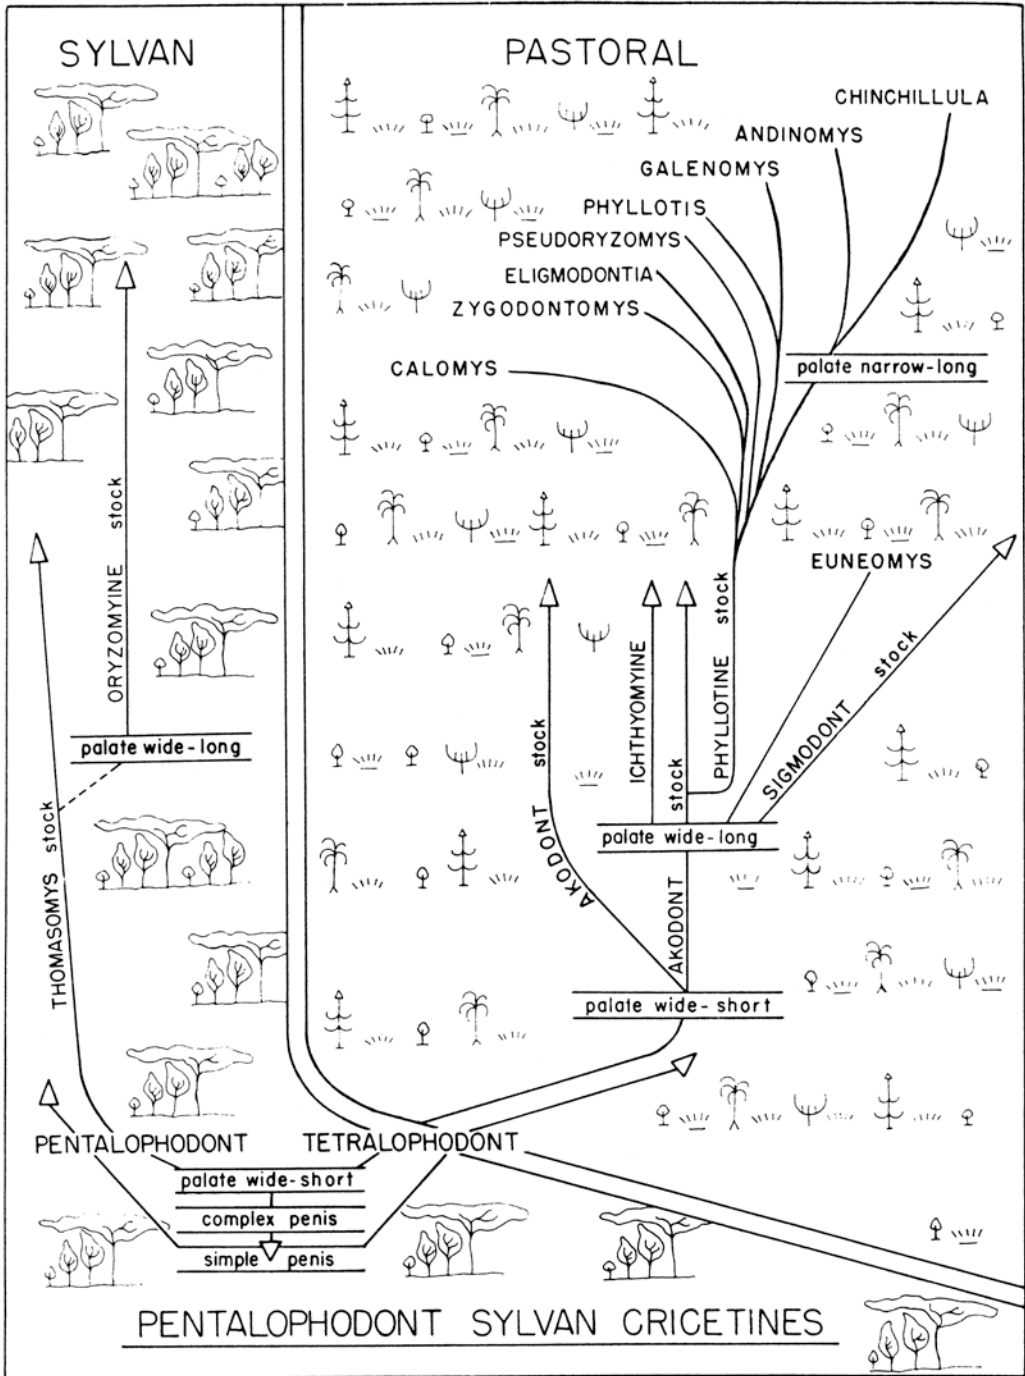 SYLVAN
PASTORAL
CHINCHILLULA
ANDINOMYS
GALENOMYS
PHYLLOTIS
PSEUDORYZOMYS
ELIGMODONTIA
ZYGODONTOMYS
CALOMYS
palate narrow-long
EUNEOMYS
ORYZOMYINE stock
palate wide-long
THOMASOMYS stock
AKODONT stock
ICHTHYOMYINE
AKODONT stock
PHYLLOTINE stock
SIGMODONT stock
palate wide-long
palate wide-short
PENTALOPHODONT
TETRALOPHODONT
palate wide-short
complex penis
simple penis
PENTALOPHODONT SYLVAN CRICETINES